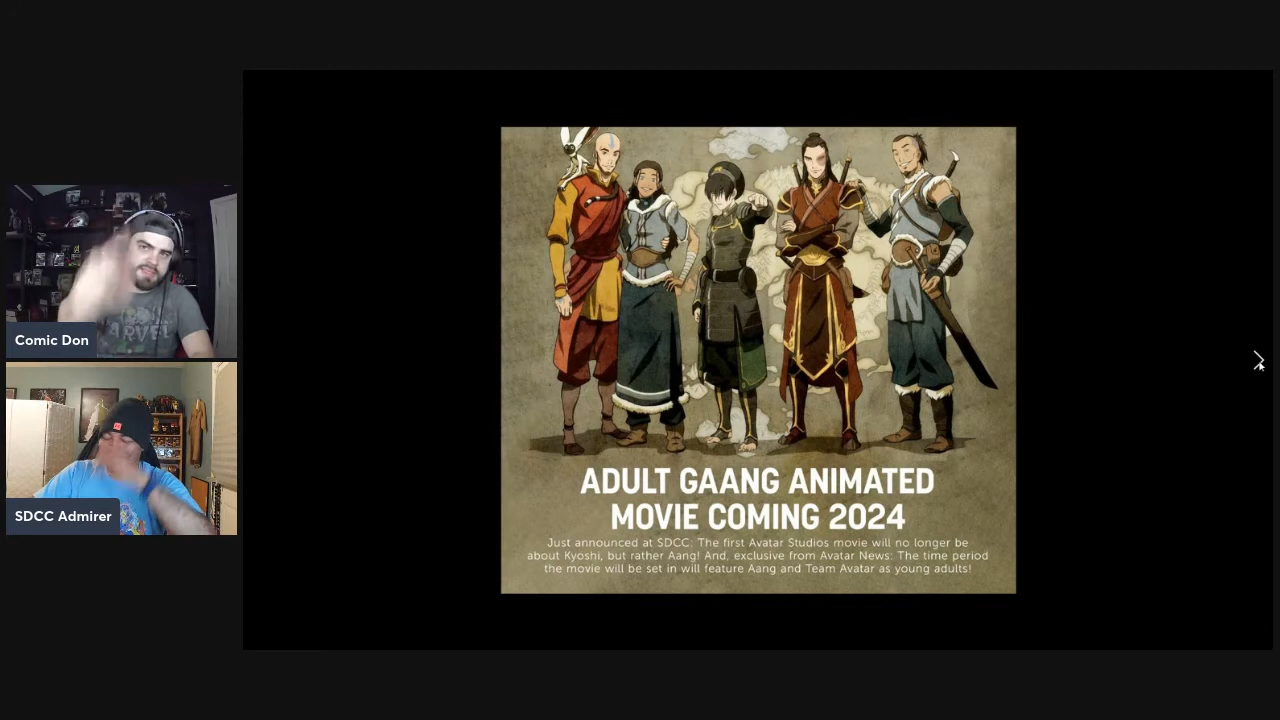 MARVEL
Comic Don
SDCC Admirer
ADULT GAANG ANIMATED
MOVIE COMING 2024
Just announced at SDCC: The first Avatar Studios movie will no longer be
about Kyoshi, but rather Aang! And, exclusive from Avatar News: The time period
the movie will be set in will feature Aang and Team Avatar as young adults!